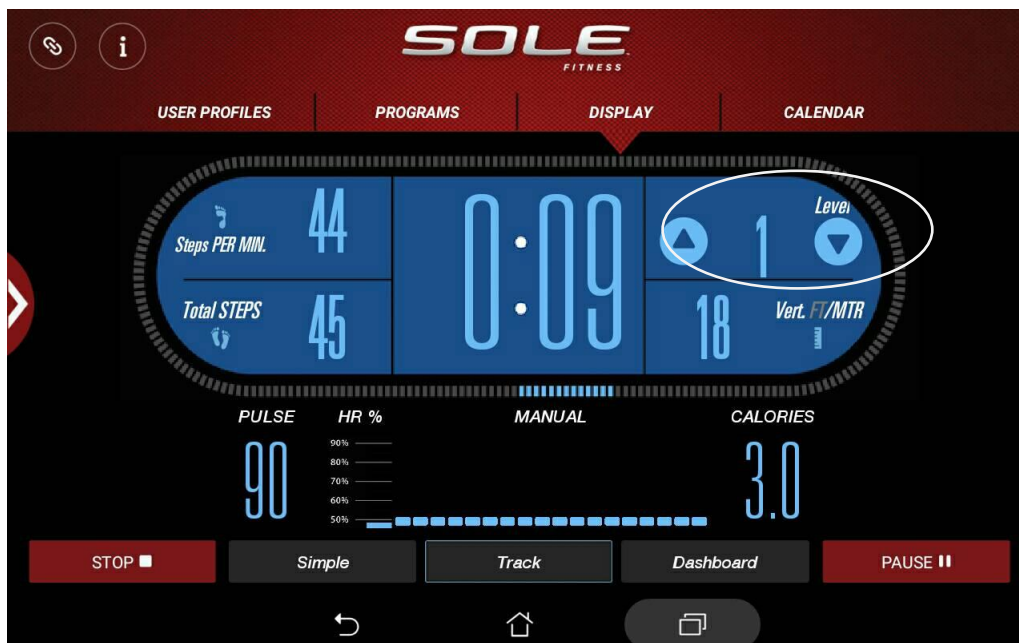 i
SOLE
FITNESS
USER PROFILES PROGRAMS DISPLAY CALENDAR
Steps PER MIN. 44
Total STEPS 45
0:09
1 Level
18 Vert. FT/MTR
PULSE HR % MANUAL CALORIES
90
90%
80%
70%
60%
50%
3.0
STOP Simple Track Dashboard PAUSE